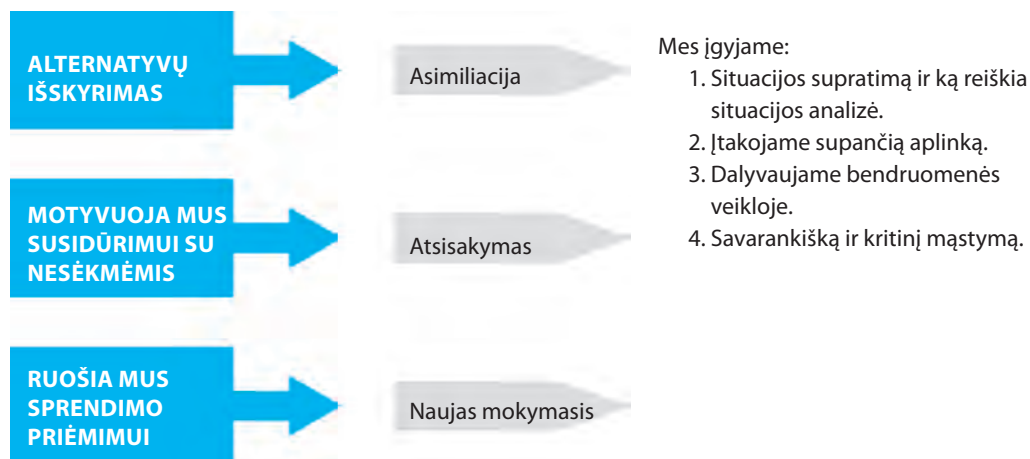 ALTERNATYVŲ
IŠSKYRIMAS
Asimiliacija
MOTYVUOJA MUS
SUSIDŪRIMUI SU
NESĖKMĖMIS
Atsisakymas
RUOŠIA MUS
SPRENDIMO
PRIĖMIMUI
Naujas mokymasis
Mes įgyjame:
1. Situacijos supratimą ir ką reiškia
situacijos analizė.
2. Įtakojame supančią aplinką.
3. Dalyvaujame bendruomenės
veikloje.
4. Savarankišką ir kritinį mąstymą.